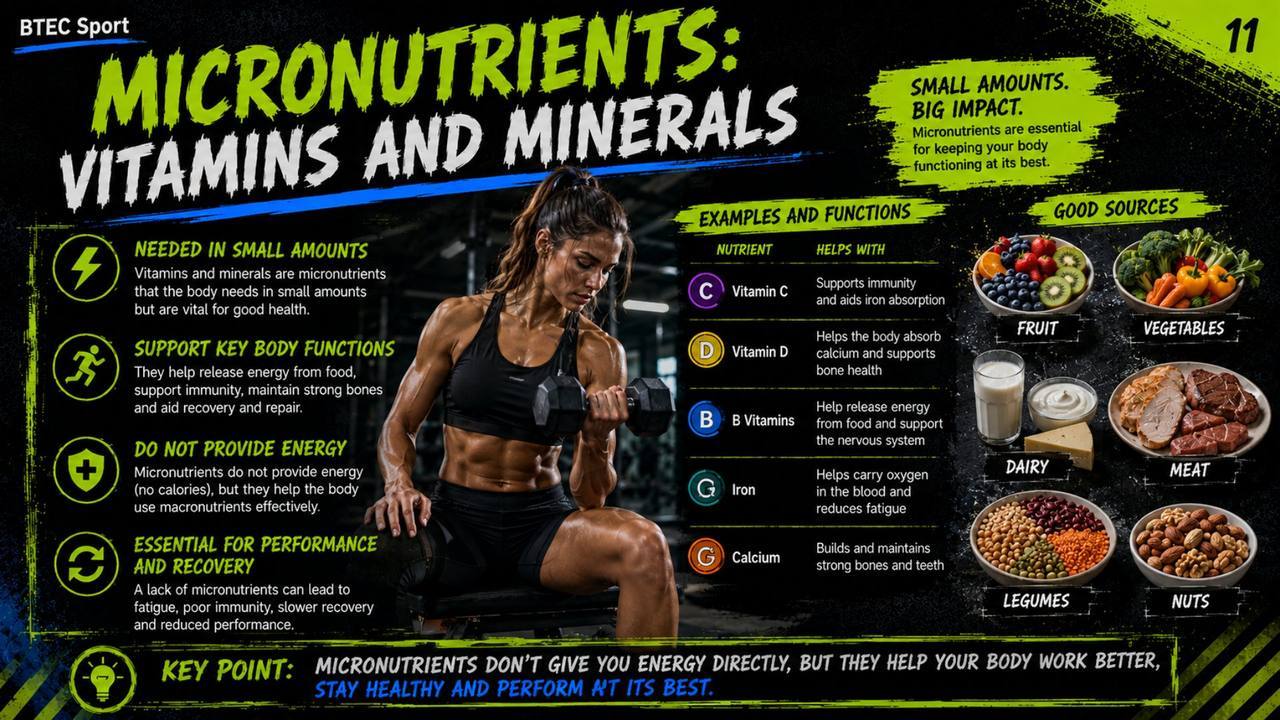 BTEC Sport
11
MICRONUTRIENTS:
VITAMINS AND MINERALS
SMALL AMOUNTS.
BIG IMPACT.
Micronutrients are essential
for keeping your body
functioning at its best.
NEEDED IN SMALL AMOUNTS
Vitamins and minerals are micronutrients
that the body needs in small amounts
but are vital for good health.
SUPPORT KEY BODY FUNCTIONS
They help release energy from food,
support immunity, maintain strong bones
and aid recovery and repair.
DO NOT PROVIDE ENERGY
Micronutrients do not provide energy
(no calories), but they help the body
use macronutrients effectively.
ESSENTIAL FOR PERFORMANCE
AND RECOVERY
A lack of micronutrients can lead to
fatigue, poor immunity, slower recovery
and reduced performance.
EXAMPLES AND FUNCTIONS
NUTRIENT HELPS WITH
C Vitamin C
Supports immunity
and aids iron absorption
D Vitamin D
Helps the body absorb
calcium and supports
bone health
B B Vitamins
Help release energy
from food and support
the nervous system
G Iron
Helps carry oxygen
in the blood and
reduces fatigue
G Calcium
Builds and maintains
strong bones and teeth
GOOD SOURCES
FRUIT
VEGETABLES
DAIRY
MEAT
LEGUMES
NUTS
KEY POINT:
MICRONUTRIENTS DON'T GIVE YOU ENERGY DIRECTLY, BUT THEY HELP YOUR BODY WORK BETTER,
STAY HEALTHY AND PERFORM A'T ITS BEST.